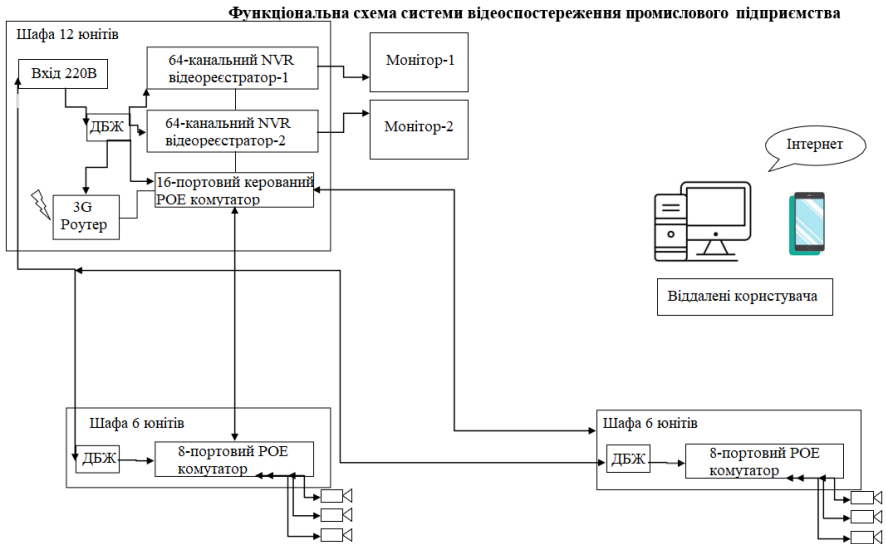 Функціональна схема системи відеоспостереження промислового підприємства
Шафа 12 юнітів
Вхід 220В
64-канальний NVR
відеореєстратор-1
Монітор-1
ДБЖ
64-канальний NVR
відеореєстратор-2
Монітор-2
Інтернет
16-портовий керований
POE комутатор
3G
Роутер
Віддалені користувача
Шафа 6 юнітів
ДБЖ
8-портовий POE
комутатор
Шафа 6 юнітів
ДБЖ
8-портовий POE
комутатор